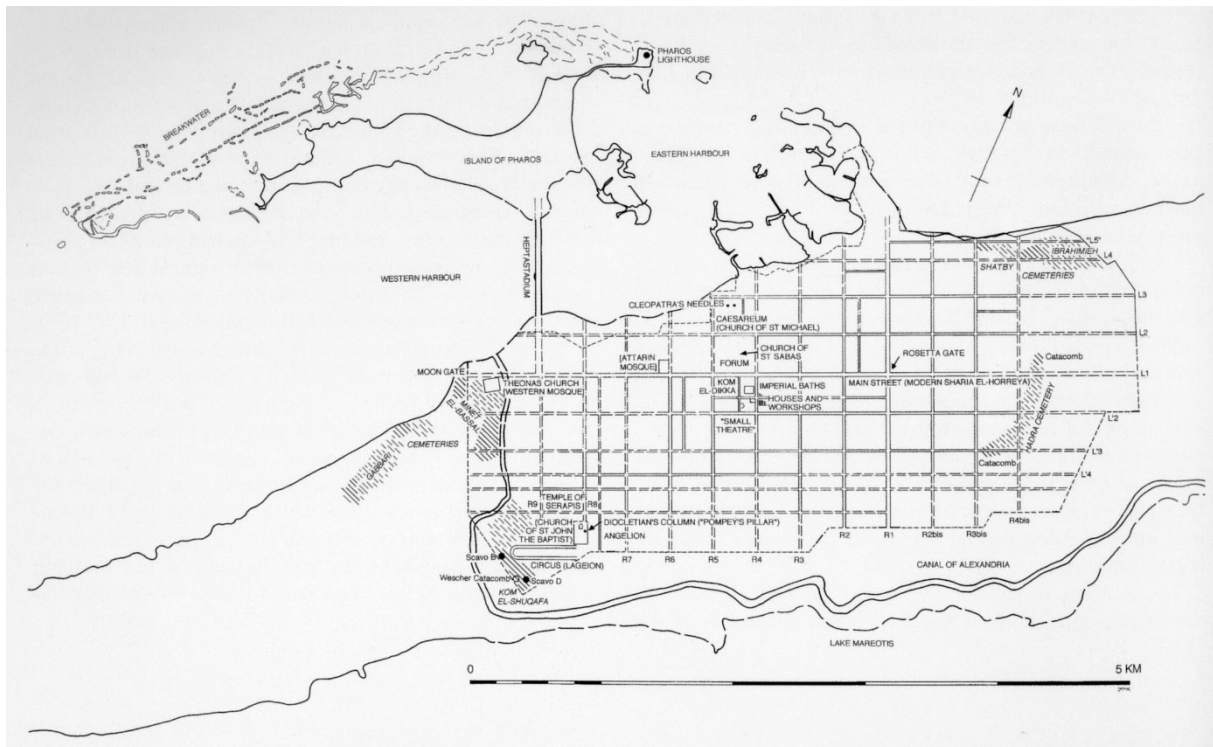 PHAROS
LIGHTHOUSE
N
BREAKWATER
ISLAND OF PHAROS
EASTERN HARBOUR
"L5"
IBRAHIMIEH
L4
SHATBY
CEMETERIES
HEPTASTADIUM
WESTERN HARBOUR
L3
CLEOPATRA'S NEEDLES
CAESAREUM
(CHURCH OF ST MICHAEL)
L2
CHURCH OF
ST SABAS
ROSETTA GATE
Catacomb
[ATTARIN
MOSQUE]
FORUM
MOON GATE
L1
THEONAS CHURCH
(WESTERN MOSQUE)
KOM
EL-DIKKA
IMPERIAL BATHS
MAIN STREET (MODERN SHARIA EL-HORREYA)
HOUSES AND
WORKSHOPS
MINET
EL-BASSAL
HADRA CEMETERY
L'2
"SMALL
THEATRE"
CEMETERIES
GABBARI
L'3
Catacomb
L'4
TEMPLE OF
SERAPIS
R9
R8
(CHURCH
OF ST JOHN
THE BAPTIST)
DIOCLETIAN'S COLUMN ("POMPEY'S PILLAR")
ANGELION
R4bis
R2
R1
R2bis
R3bis
Scavo B
CIRCUS (LAGEION)
R7
R6
R5
R4
R3
CANAL OF ALEXANDRIA
Wescher Catacomb
Scavo D
KOM
EL-SHUQAFA
LAKE MAREOTIS
0
5 KM